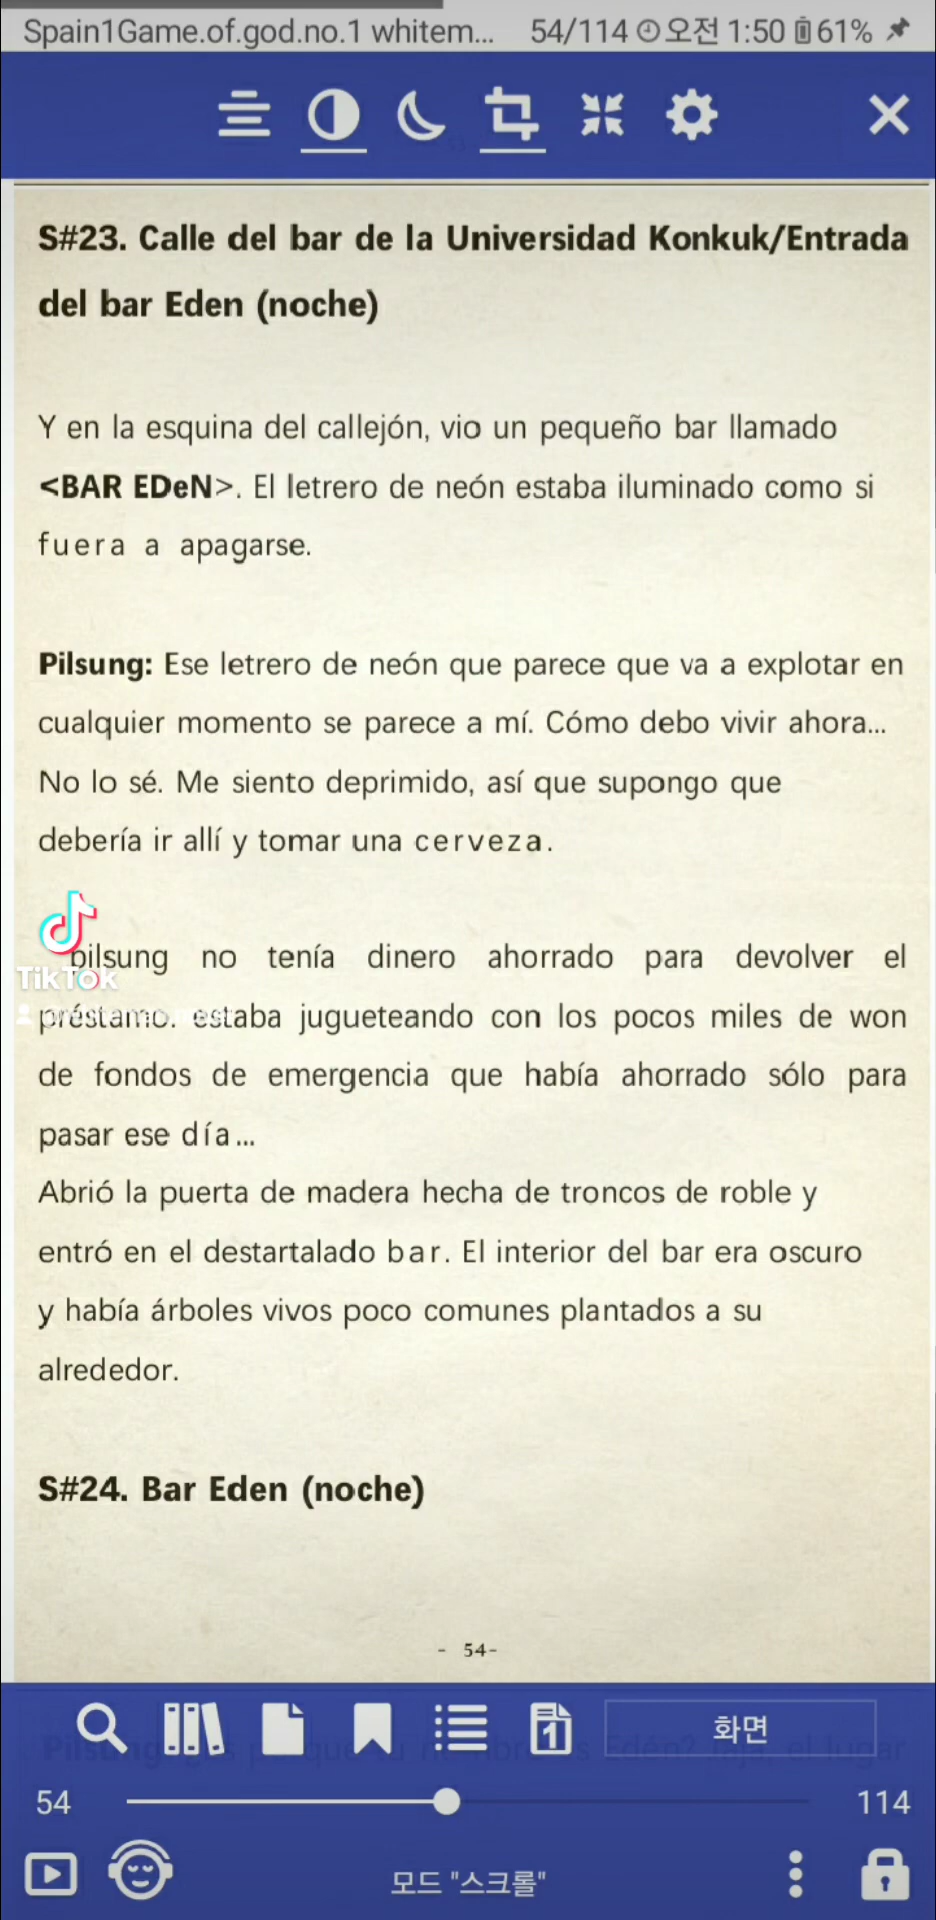 Spain1Game.of.god.no.1 whitem... 54/114 오전 1:50 61%
S#23. Calle del bar de la Universidad Konkuk/Entrada
del bar Eden (noche)
Y en la esquina del callejón, vio un pequeño bar llamado
<BAR EDeN>. El letrero de neón estaba iluminado como si
fuera a apagarse.
Pilsung: Ese letrero de neón que parece que va a explotar en
cualquier momento se parece a mí. Cómo debo vivir ahora...
No lo sé. Me siento deprimido, así que supongo que
debería ir allí y tomar una cerveza.
pilsung no tenía dinero ahorrado para devolver el
TikTok
préstamo. estaba jugueteando con los pocos miles de won
de fondos de emergencia que había ahorrado sólo para
pasar ese día...
Abrió la puerta de madera hecha de troncos de roble y
entró en el destartalado bar. El interior del bar era oscuro
y había árboles vivos poco comunes plantados a su
alrededor.
S#24. Bar Eden (noche)
- 54-
1 화면
54 114
모드 "스크롤"